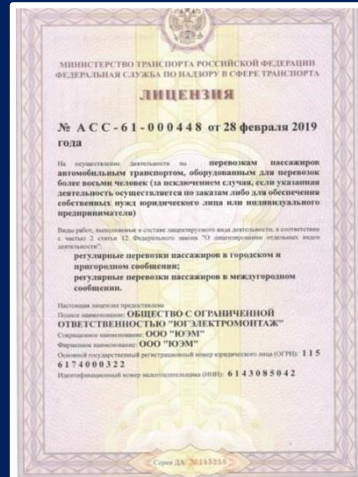 МИНИСТЕРСТВО ТРАНСПОРТА РОССИЙСКОЙ ФЕДЕРАЦИИ
ФЕДЕРАЛЬНАЯ СЛУЖБА ПО НАДЗОРУ В СФЕРЕ ТРАНСПОРТА
ЛИЦЕНЗИЯ
№ АСС-61-000448 от 28 февраля 2019
года
На осуществление деятельности по перевозкам пассажиров
автомобильным транспортом, оборудованным для перевозок
более восьми человек (за исключением случая, если указанная
деятельность осуществляется по заказам либо для обеспечения
собственных нужд юридического лица или индивидуального
предпринимателя)
Виды работ, выполняемые в составе лицензируемого вида деятельности, в соответствии
с частью 2 статьи 12 Федерального закона "О лицензировании отдельных видов
деятельности":
регулярные перевозки пассажиров в городском и
пригородном сообщении;
регулярные перевозки пассажиров в междугородном
сообщении.
Настоящая лицензия предоставлена
Полное наименование: ОБЩЕСТВО С ОГРАНИЧЕННОЙ
ОТВЕТСТВЕННОСТЬЮ "ЮГЭЛЕКТРОМОНТАЖ"
Сокращенное наименование: ООО "ЮЭМ"
Фирменное наименование: ООО "ЮЭМ"
Основной государственный регистрационный номер юридического лица (ОГРН): 115
6174000322
Идентификационный номер налогоплательщика (ИНН): 6143085042
Серия ДА